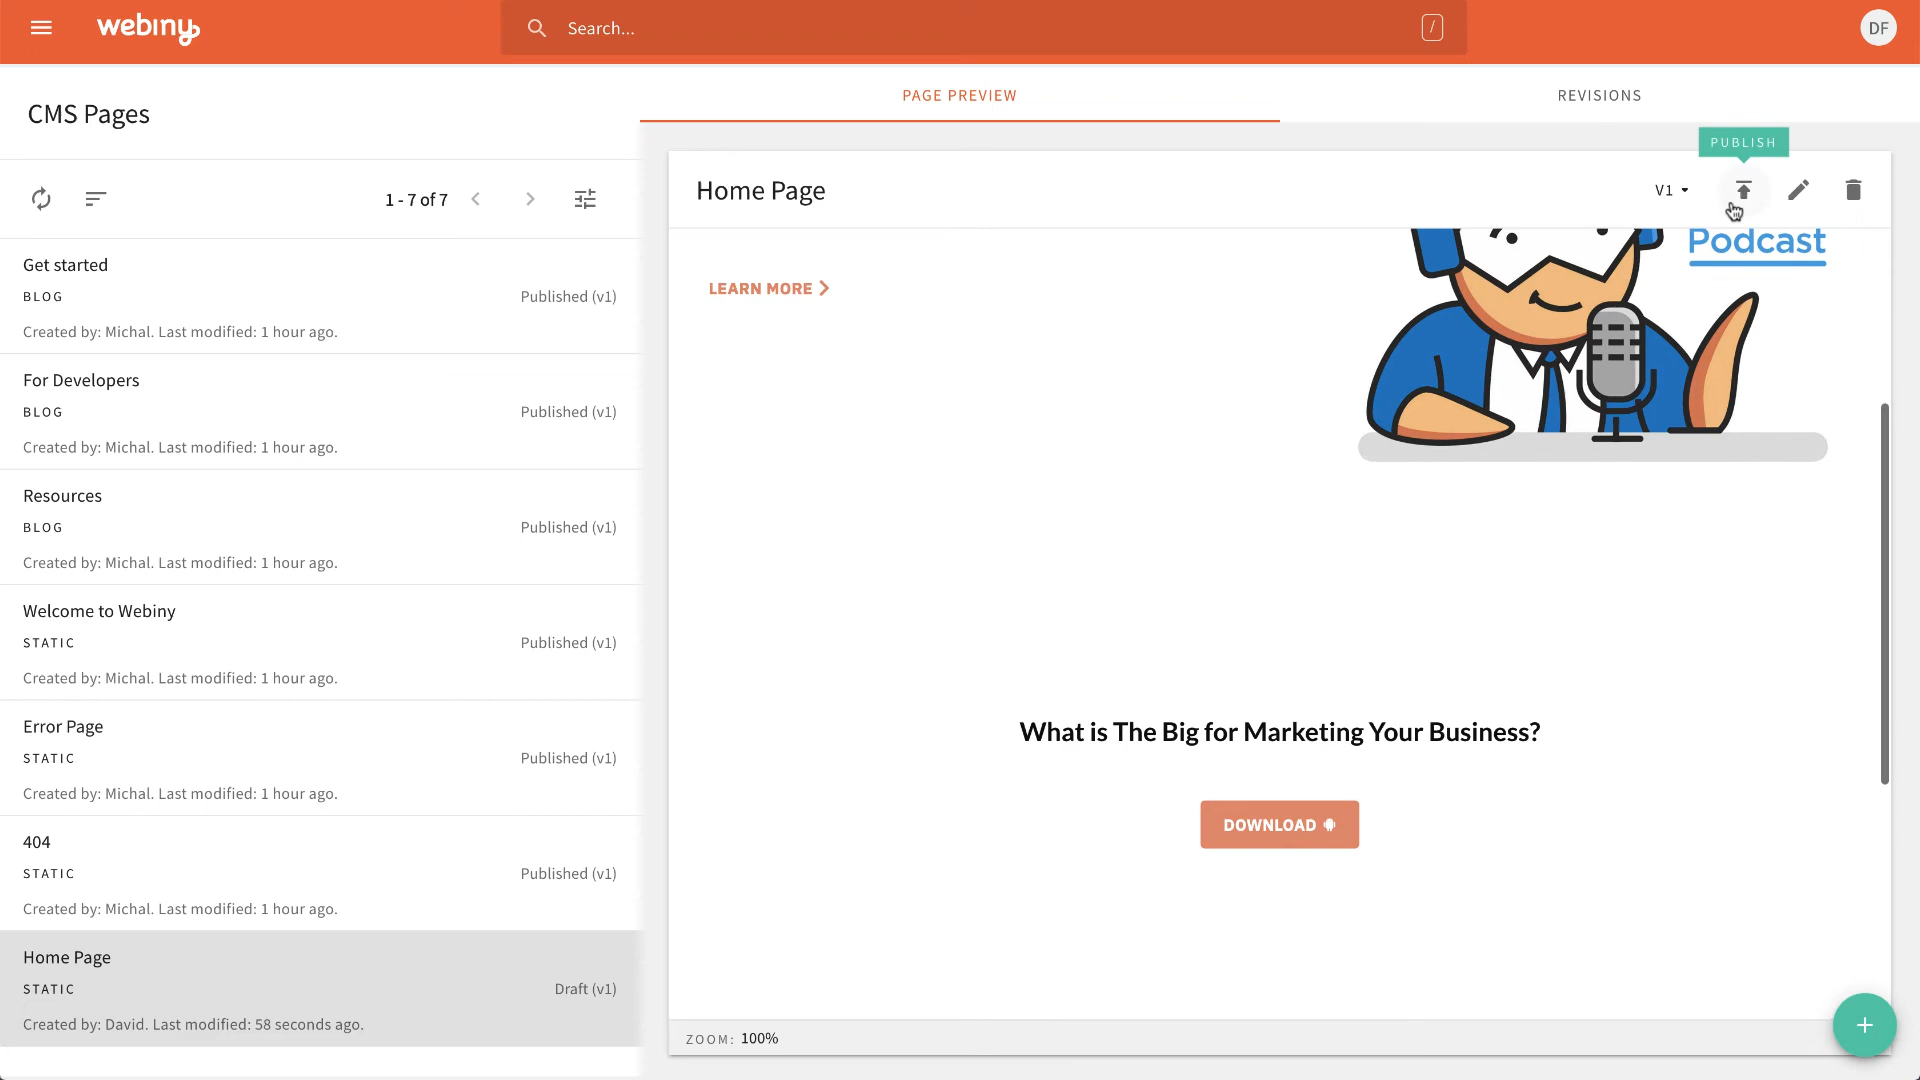 webiny
Search...
/
DF
CMS Pages
PAGE PREVIEW
REVISIONS
PUBLISH
1 - 7 of 7
Home Page
V1
Get started
BLOG
Published (v1)
Created by: Michal. Last modified: 1 hour ago.
For Developers
BLOG
Published (v1)
Created by: Michal. Last modified: 1 hour ago.
Resources
BLOG
Published (v1)
Created by: Michal. Last modified: 1 hour ago.
Welcome to Webiny
STATIC
Published (v1)
Created by: Michal. Last modified: 1 hour ago.
Error Page
STATIC
Published (v1)
Created by: Michal. Last modified: 1 hour ago.
404
STATIC
Published (v1)
Created by: Michal. Last modified: 1 hour ago.
Home Page
STATIC
Draft (v1)
Created by: David. Last modified: 58 seconds ago.
Podcast
LEARN MORE
What is The Big for Marketing Your Business?
DOWNLOAD
ZOOM: 100%